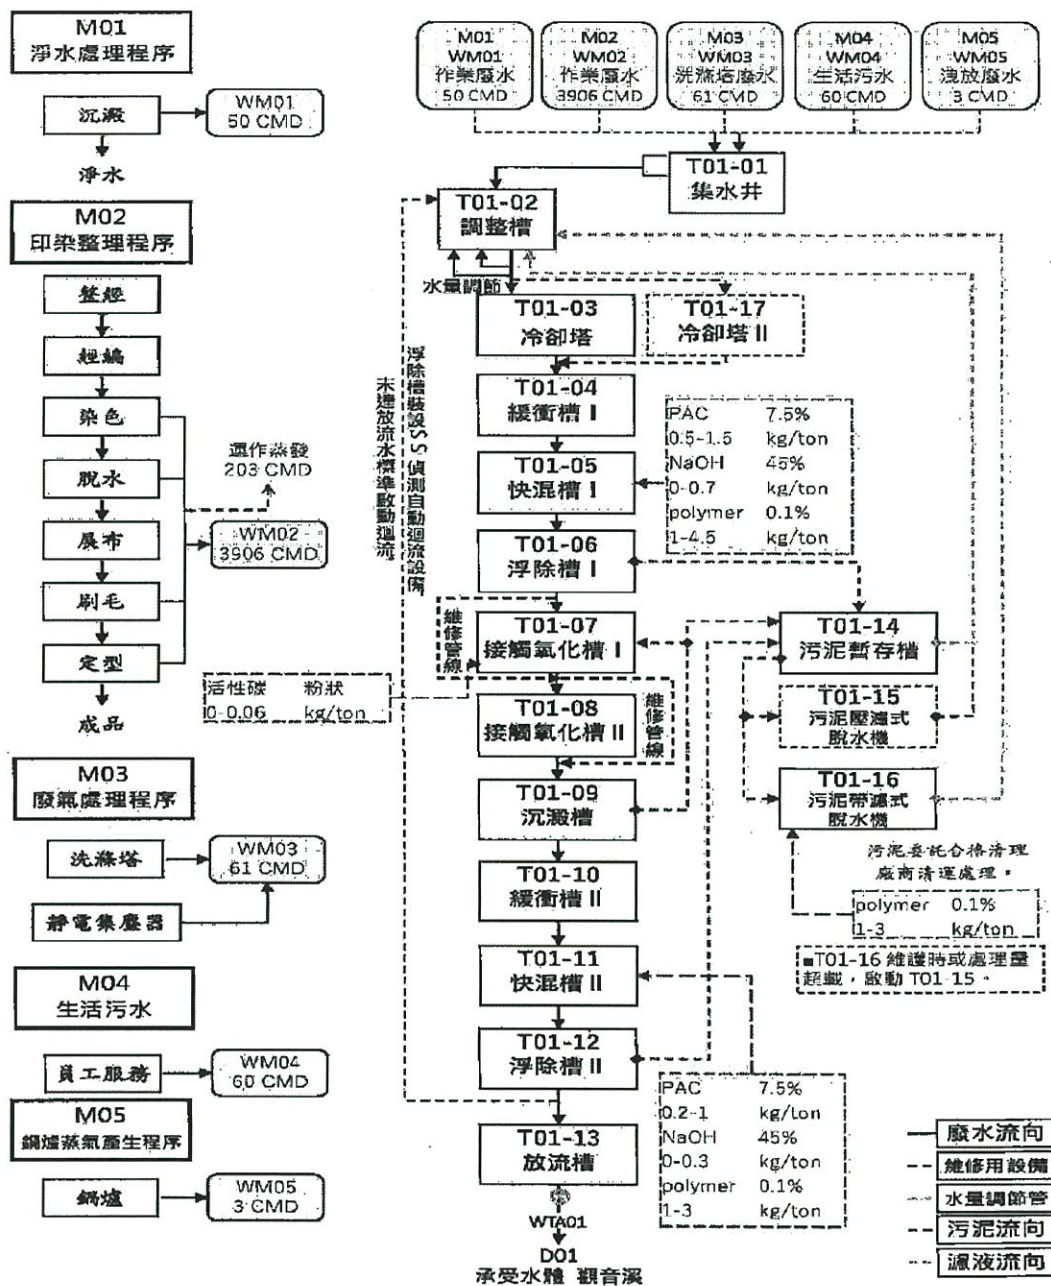 M01
淨水處理程序
沉澱
WM01
50 CMD
淨水
M02
印染整理程序
整經
經編
染色
脫水
展布
刷毛
定型
成品
運作蒸發
203 CMD
WM02
3906 CMD
M03
廢氣處理程序
洗滌塔
WM03
61 CMD
靜電集塵器
M04
生活污水
員工服務
WM04
60 CMD
M05
鍋爐蒸氣產生程序
鍋爐
WM05
3 CMD
M01
WM01
作業廢水
50 CMD
M02
WM02
作業廢水
3906 CMD
M03
WM03
洗滌塔廢水
61 CMD
M04
WM04
生活污水
60 CMD
M05
WM05
洩放廢水
3 CMD
T01-01
集水井
T01-02
調整槽
水量調節
T01-03
冷卻塔
T01-17
冷卻塔 II
T01-04
緩衝槽 I
T01-05
快混槽 I
PAC 7.5%
0.5-1.5 kg/ton
NaOH 45%
0-0.7 kg/ton
polymer 0.1%
1-4.5 kg/ton
T01-06
浮除槽 I
浮除槽裝設SS偵測自動迴流設備
未達放流水標準啟動迴流
維修管線
T01-07
接觸氧化槽 I
活性碳 粉狀
0-0.06 kg/ton
T01-08
接觸氧化槽 II
維修管線
T01-09
沉澱槽
T01-10
緩衝槽 II
T01-11
快混槽 II
T01-12
浮除槽 II
T01-13
放流槽
WTA01
D01
承受水體 觀音溪
T01-14
污泥暫存槽
T01-15
污泥壓濾式
脫水機
T01-16
污泥帶濾式
脫水機
污泥委託合格清理
廠商清運處理。
polymer 0.1%
1-3 kg/ton
■T01-16 維護時或處理量
超載，啟動 T01-15。
PAC 7.5%
0.2-1 kg/ton
NaOH 45%
0-0.3 kg/ton
polymer 0.1%
1-3 kg/ton
廢水流向
維修用設備
水量調節管
污泥流向
濾液流向